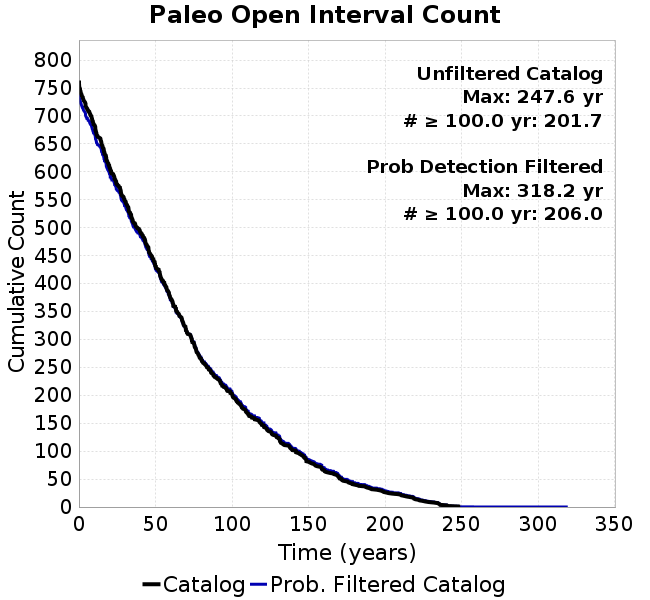 Paleo Open Interval Count
Unfiltered Catalog
Max: 247.6 yr
# ≥ 100.0 yr: 201.7
Prob Detection Filtered
Max: 318.2 yr
# ≥ 100.0 yr: 206.0
Cumulative Count
800
750
700
650
600
550
500
450
400
350
300
250
200
150
100
50
0
0 50 100 150 200 250 300 350
Time (years)
Catalog Prob. Filtered Catalog